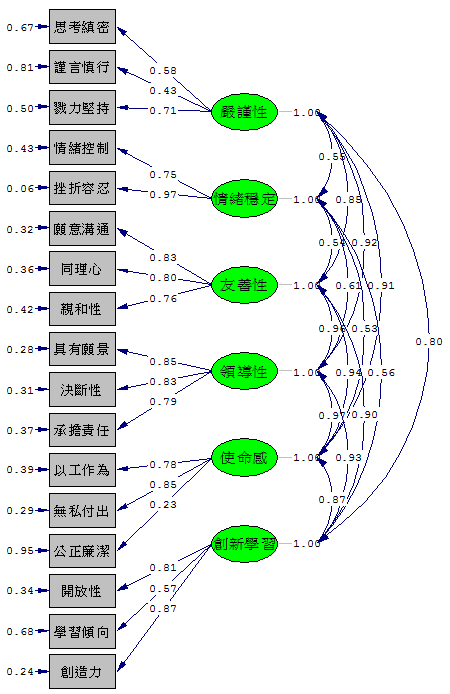 0.67 思考縝密
0.81 謹言慎行
0.50 戮力堅持
0.43 情緒控制
0.06 挫折容忍
0.32 願意溝通
0.36 同理心
0.42 親和性
0.28 具有願景
0.31 決斷性
0.37 承擔責任
0.39 以工作為
0.29 無私付出
0.95 公正廉潔
0.34 開放性
0.68 學習傾向
0.24 創造力
0.58
0.43
0.71
0.75
0.97
0.83
0.80
0.76
0.85
0.83
0.79
0.78
0.85
0.23
0.81
0.57
0.87
嚴謹性 1.00
情緒穩定 1.00
友善性 1.00
領導性 1.00
使命感 1.00
創新學習 1.00
0.55
0.85
0.54
0.92
0.61
0.91
0.96
0.53
0.80
0.94
0.56
0.97
0.90
0.93
0.87